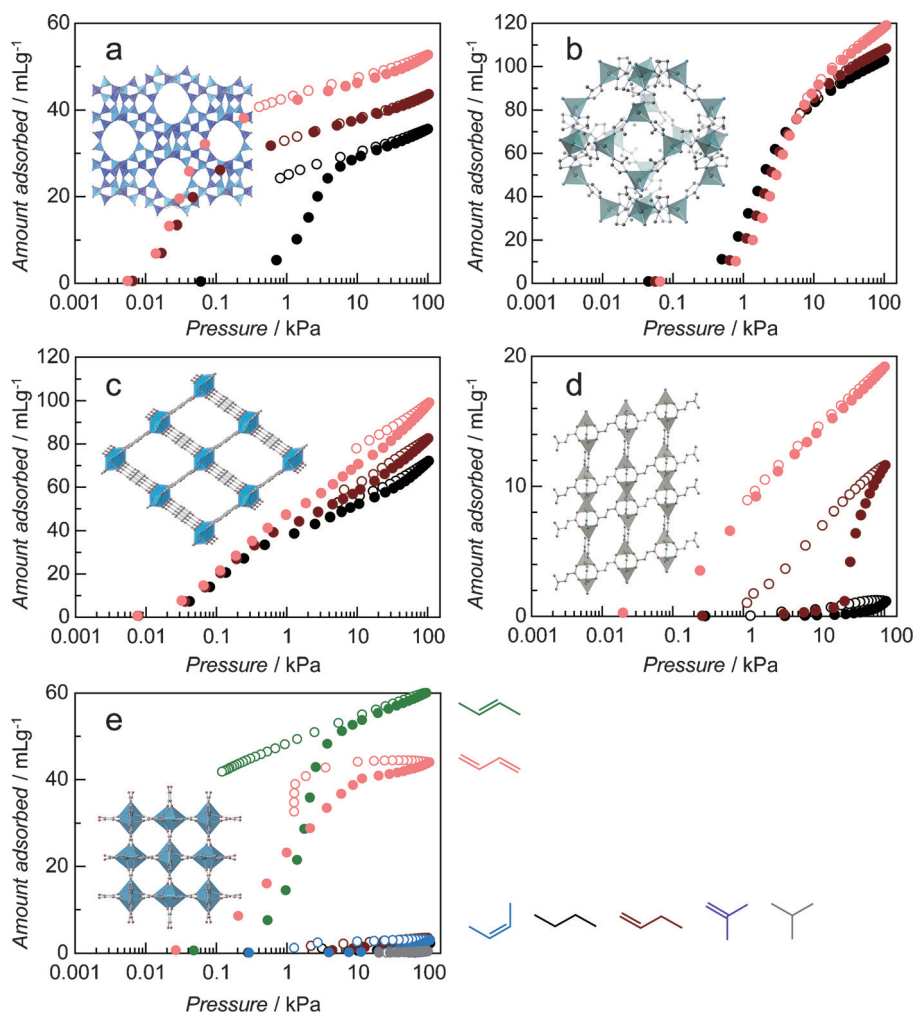 a
Amount adsorbed / mLg-1
60
40
20
0
0.001 0.01 0.1 1 10 100
Pressure / kPa
b
Amount adsorbed / mLg-1
120
100
80
60
40
20
0
0.001 0.01 0.1 1 10 100
Pressure / kPa
c
Amount adsorbed / mLg-1
120
100
80
60
40
20
0
0.001 0.01 0.1 1 10 100
Pressure / kPa
d
Amount adsorbed / mLg-1
20
10
0
0.001 0.01 0.1 1 10 100
Pressure / kPa
e
Amount adsorbed / mLg-1
60
40
20
0
0.001 0.01 0.1 1 10 100
Pressure / kPa